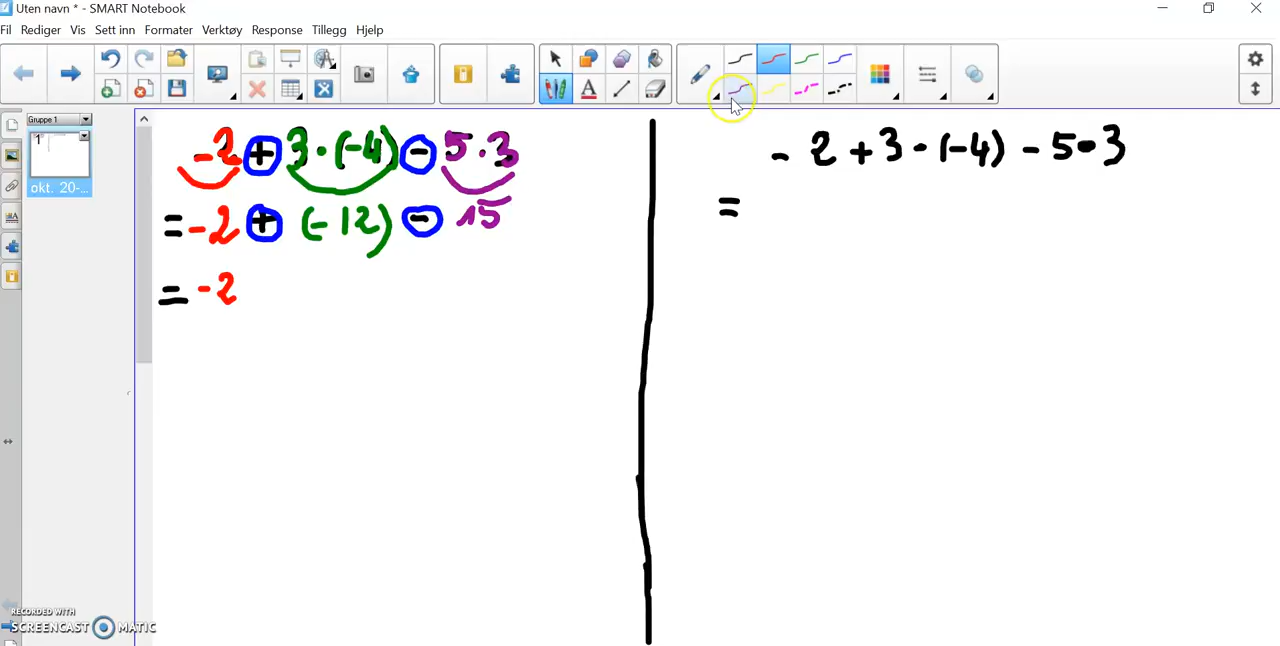 Uten navn * - SMART Notebook
Fil Rediger Vis Sett inn Formater Verktøy Response Tillegg Hjelp
Gruppe 1
1
okt. 20-...
-2 + 3 · (-4) - 5 · 3
= -2 + (-12) - 15
= -2
- 2 + 3 · (-4) - 5 · 3
=
RECORDED WITH
SCREENCAST MATIC